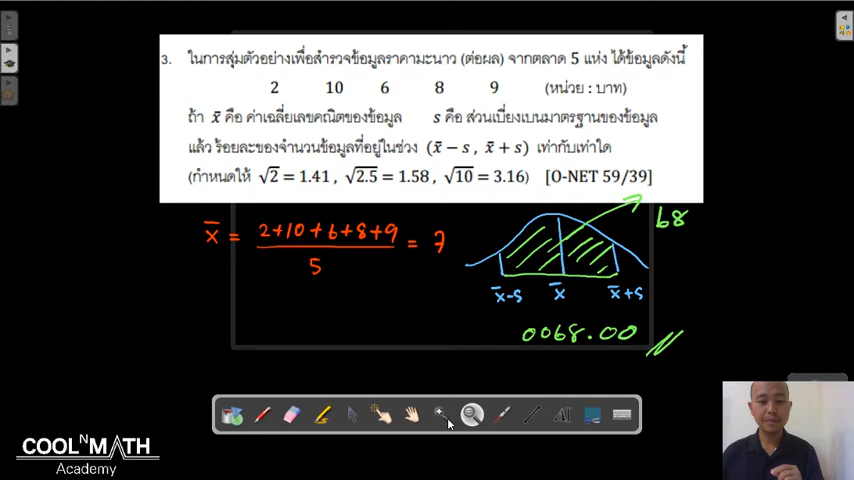 3. ในการสุ่มตัวอย่างเพื่อสำรวจข้อมูลราคามะนาว (ต่อผล) จากตลาด 5 แห่ง ได้ข้อมูลดังนี้
2 10 6 8 9 (หน่วย : บาท)
ถ้า x̄ คือ ค่าเฉลี่ยเลขคณิตของข้อมูล s คือ ส่วนเบี่ยงเบนมาตรฐานของข้อมูล
แล้ว ร้อยละของจำนวนข้อมูลที่อยู่ในช่วง (x̄ − s , x̄ + s) เท่ากับเท่าใด
(กำหนดให้ √2 = 1.41, √2.5 = 1.58, √10 = 3.16) [O-NET 59/39]
x̄ = 2+10+6+8+9 / 5 = 7
68
x̄-s x̄ x̄+s
0068.00
AI
COOL N MATH
Academy